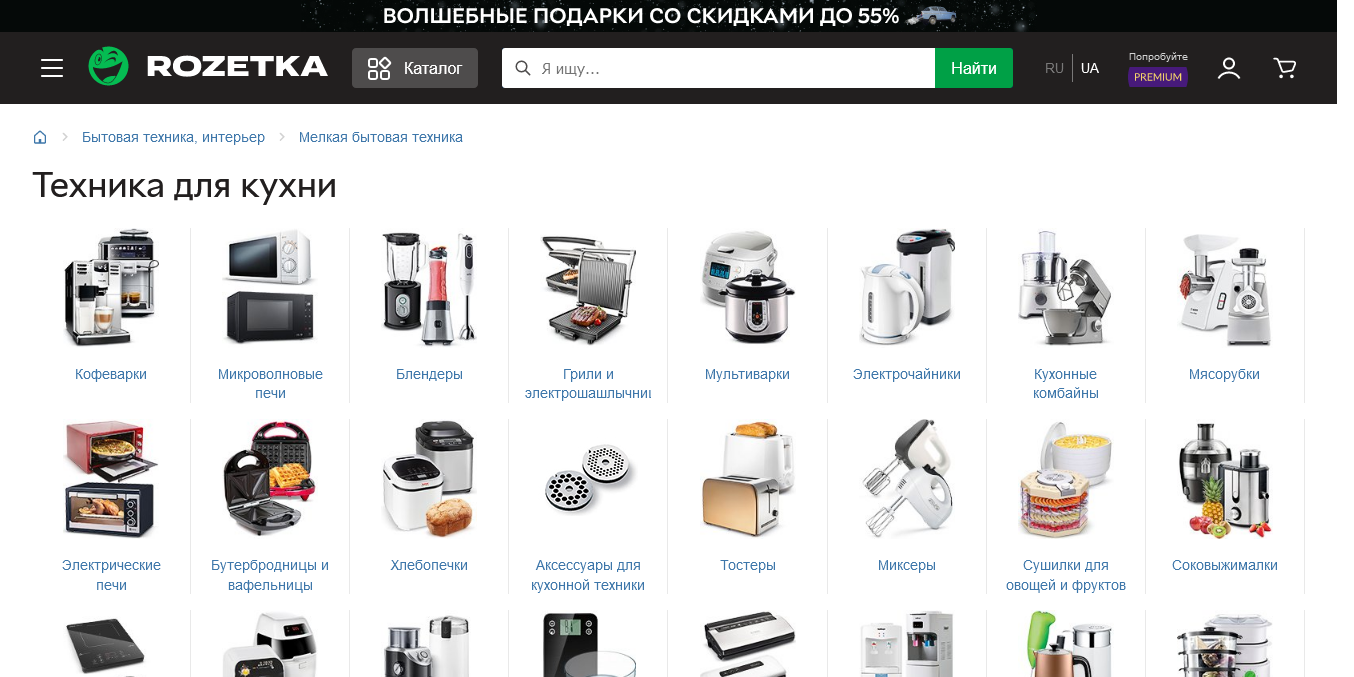 ВОЛШЕБНЫЕ ПОДАРКИ СО СКИДКАМИ ДО 55%
ROZETKA
Каталог
Я ищу...
Найти
RU
UA
Попробуйте
PREMIUM
Бытовая техника, интерьер
Мелкая бытовая техника
Техника для кухни
Кофеварки
Микроволновые
печи
Блендеры
Грили и
электрошашлычниц
Мультиварки
Электрочайники
Кухонные
комбайны
Мясорубки
Электрические
печи
Бутербродницы и
вафельницы
Хлебопечки
Аксессуары для
кухонной техники
Тостеры
Миксеры
Сушилки для
овощей и фруктов
Соковыжималки